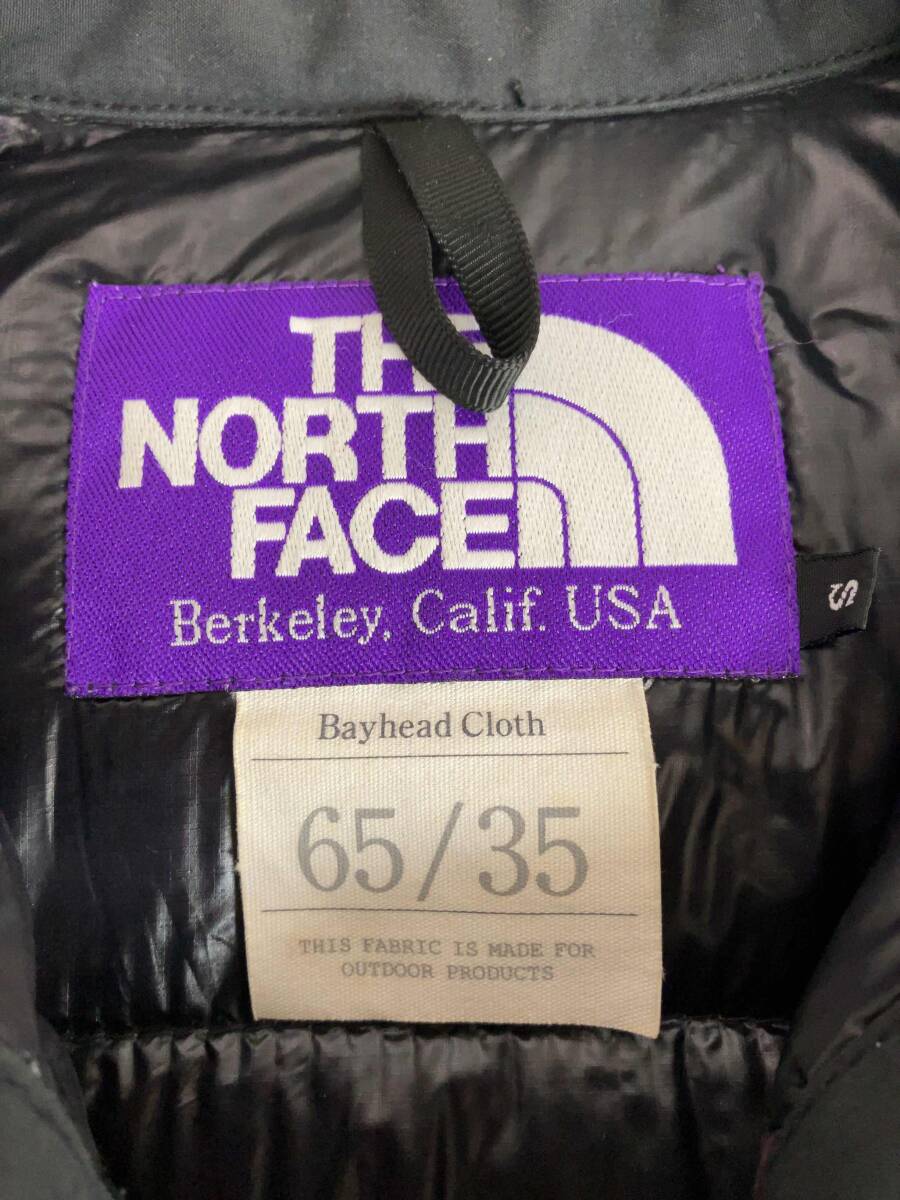 THE
NORTH
FACE
Berkeley, Calif. USA
S
Bayhead Cloth
65/35
THIS FABRIC IS MADE FOR
OUTDOOR PRODUCTS